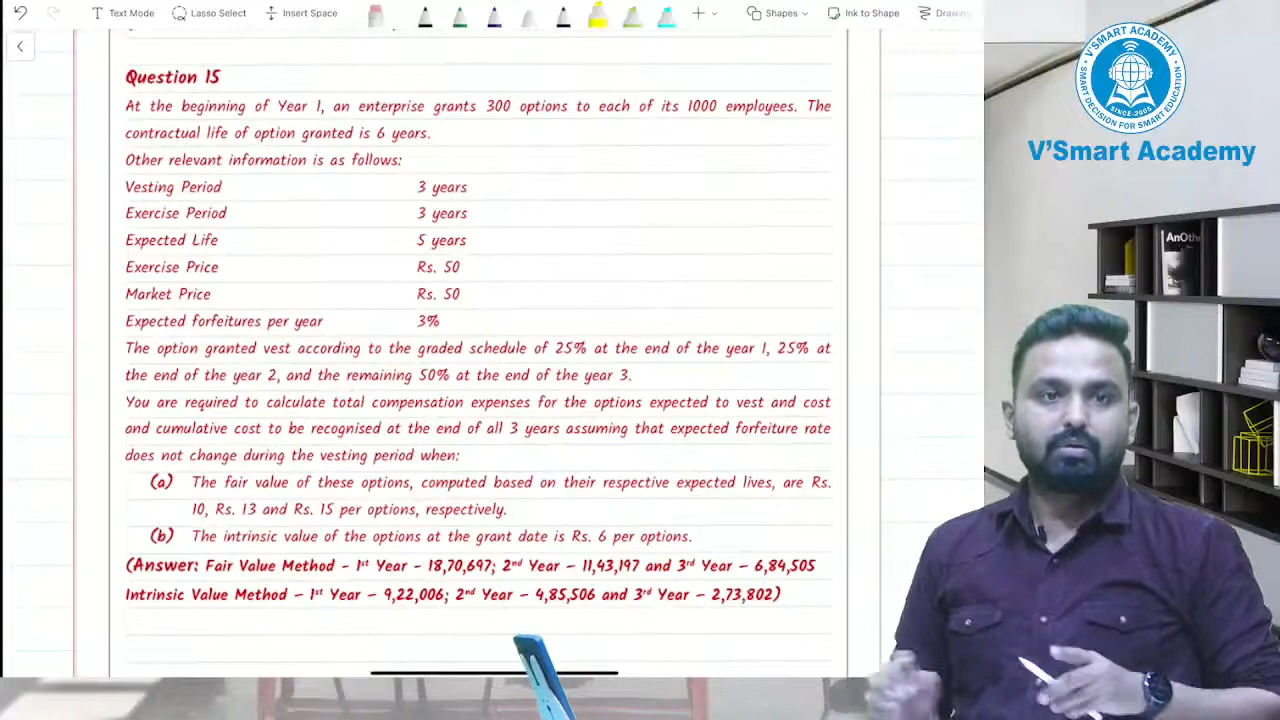 Text Mode Lasso Select Insert Space Shapes Ink to Shape Drawing
Question 15
At the beginning of Year 1, an enterprise grants 300 options to each of its 1000 employees. The
contractual life of option granted is 6 years.
Other relevant information is as follows:
Vesting Period 3 years
Exercise Period 3 years
Expected Life 5 years
Exercise Price Rs. 50
Market Price Rs. 50
Expected forfeitures per year 3%
The option granted vest according to the graded schedule of 25% at the end of the year 1, 25% at
the end of the year 2, and the remaining 50% at the end of the year 3.
You are required to calculate total compensation expenses for the options expected to vest and cost
and cumulative cost to be recognised at the end of all 3 years assuming that expected forfeiture rate
does not change during the vesting period when:
(a) The fair value of these options, computed based on their respective expected lives, are Rs.
10, Rs. 13 and Rs. 15 per options, respectively.
(b) The intrinsic value of the options at the grant date is Rs. 6 per options.
(Answer: Fair Value Method - 1st Year - 18,70,697; 2nd Year - 11,43,197 and 3rd Year - 6,84,505
Intrinsic Value Method - 1st Year - 9,22,006; 2nd Year - 4,85,506 and 3rd Year - 2,73,802)
V'SMART ACADEMY
SMART DECISION FOR SMART EDUCATION
SINCE-2005
V'Smart Academy
AnOth